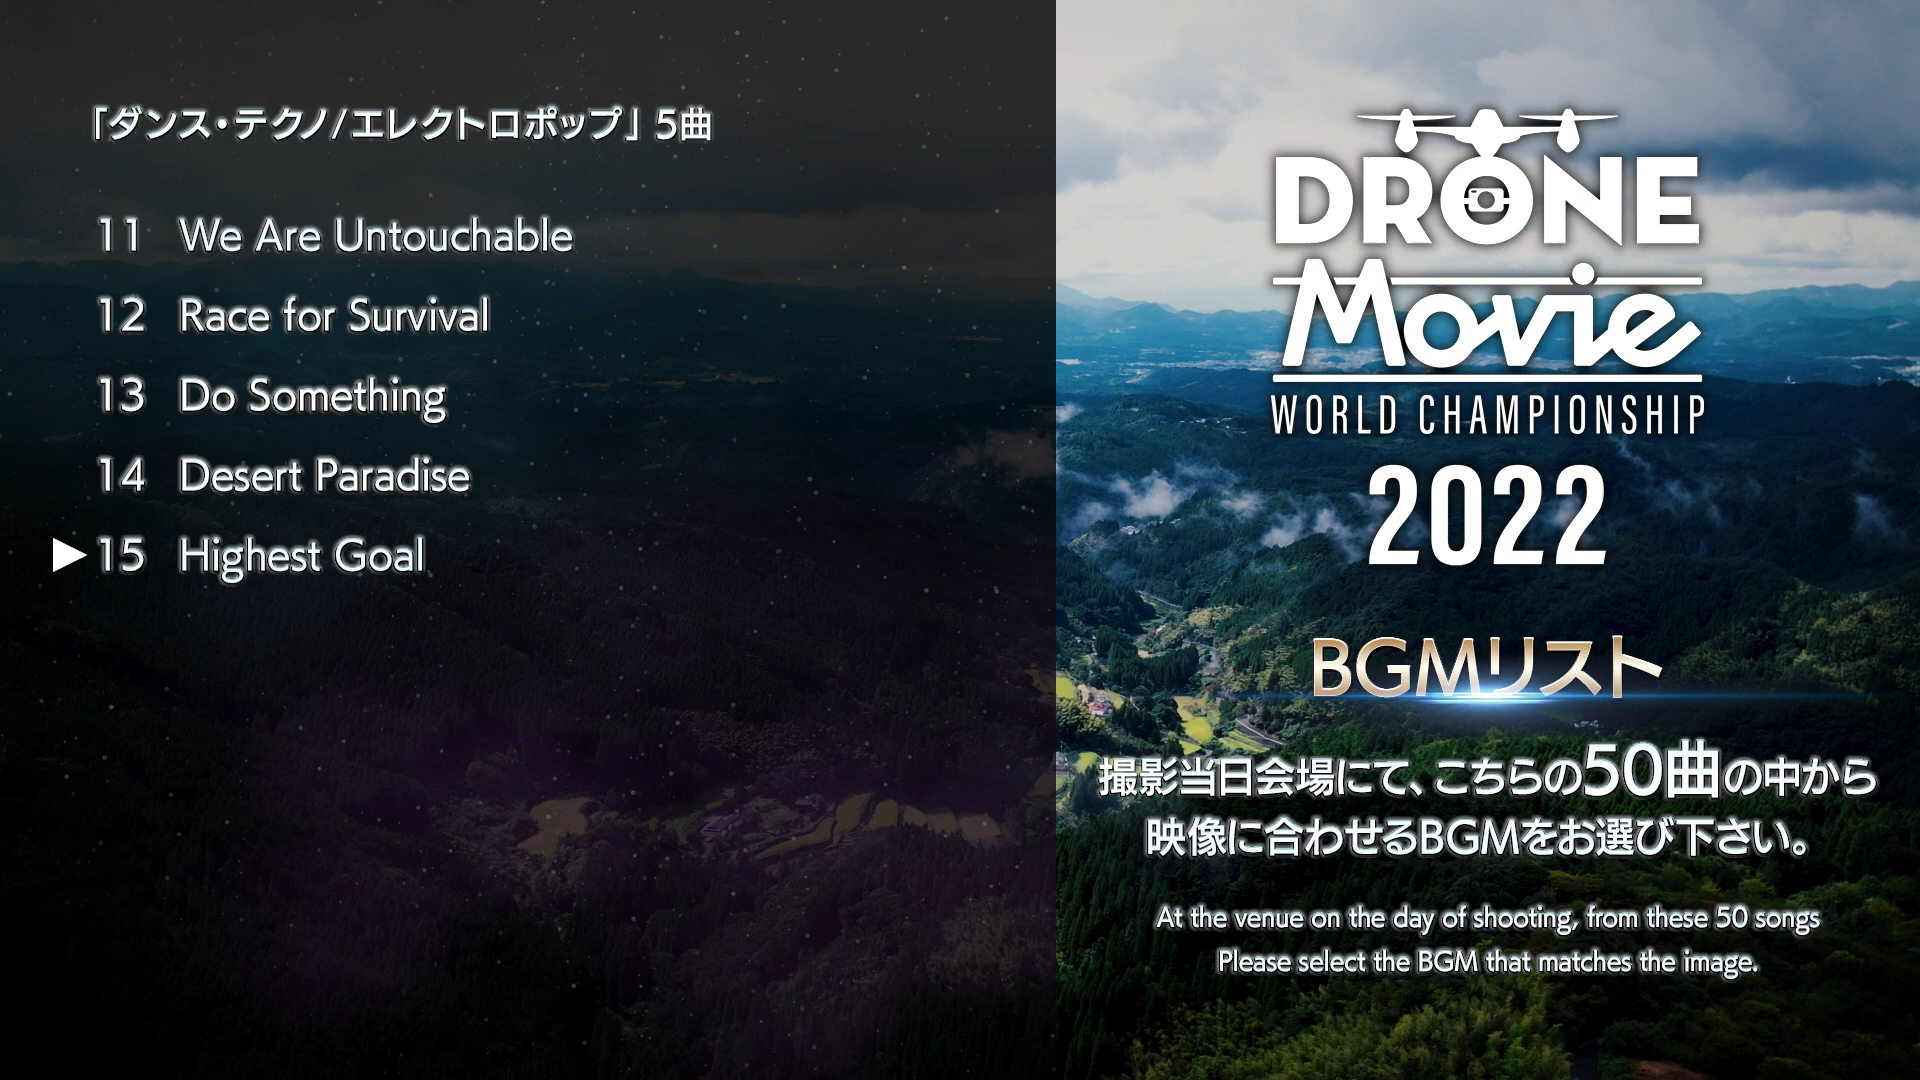 「ダンス・テクノ/エレクトロポップ」 5曲
11 We Are Untouchable
12 Race for Survival
13 Do Something
14 Desert Paradise
▶15 Highest Goal
DRONE
Movie
WORLD CHAMPIONSHIP
2022
BGMリスト
撮影当日会場にて、こちらの50曲の中から
映像に合わせるBGMをお選び下さい。
At the venue on the day of shooting, from these 50 songs
Please select the BGM that matches the image.